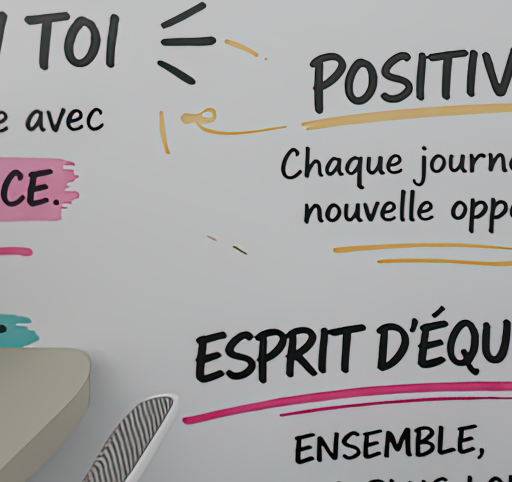 TOI
POSITIV
e avec
Chaque journ
CE.
nouvelle opp
ESPRIT D'ÉQU
ENSEMBLE,